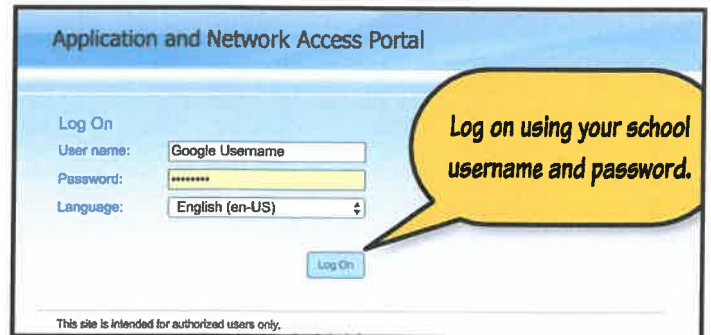 Application and Network Access Portal
Log On
User name: Google Username
Password: ••••••••
Language: English (en-US)
Log On
Log on using your school
username and password.
This site is intended for authorized users only.